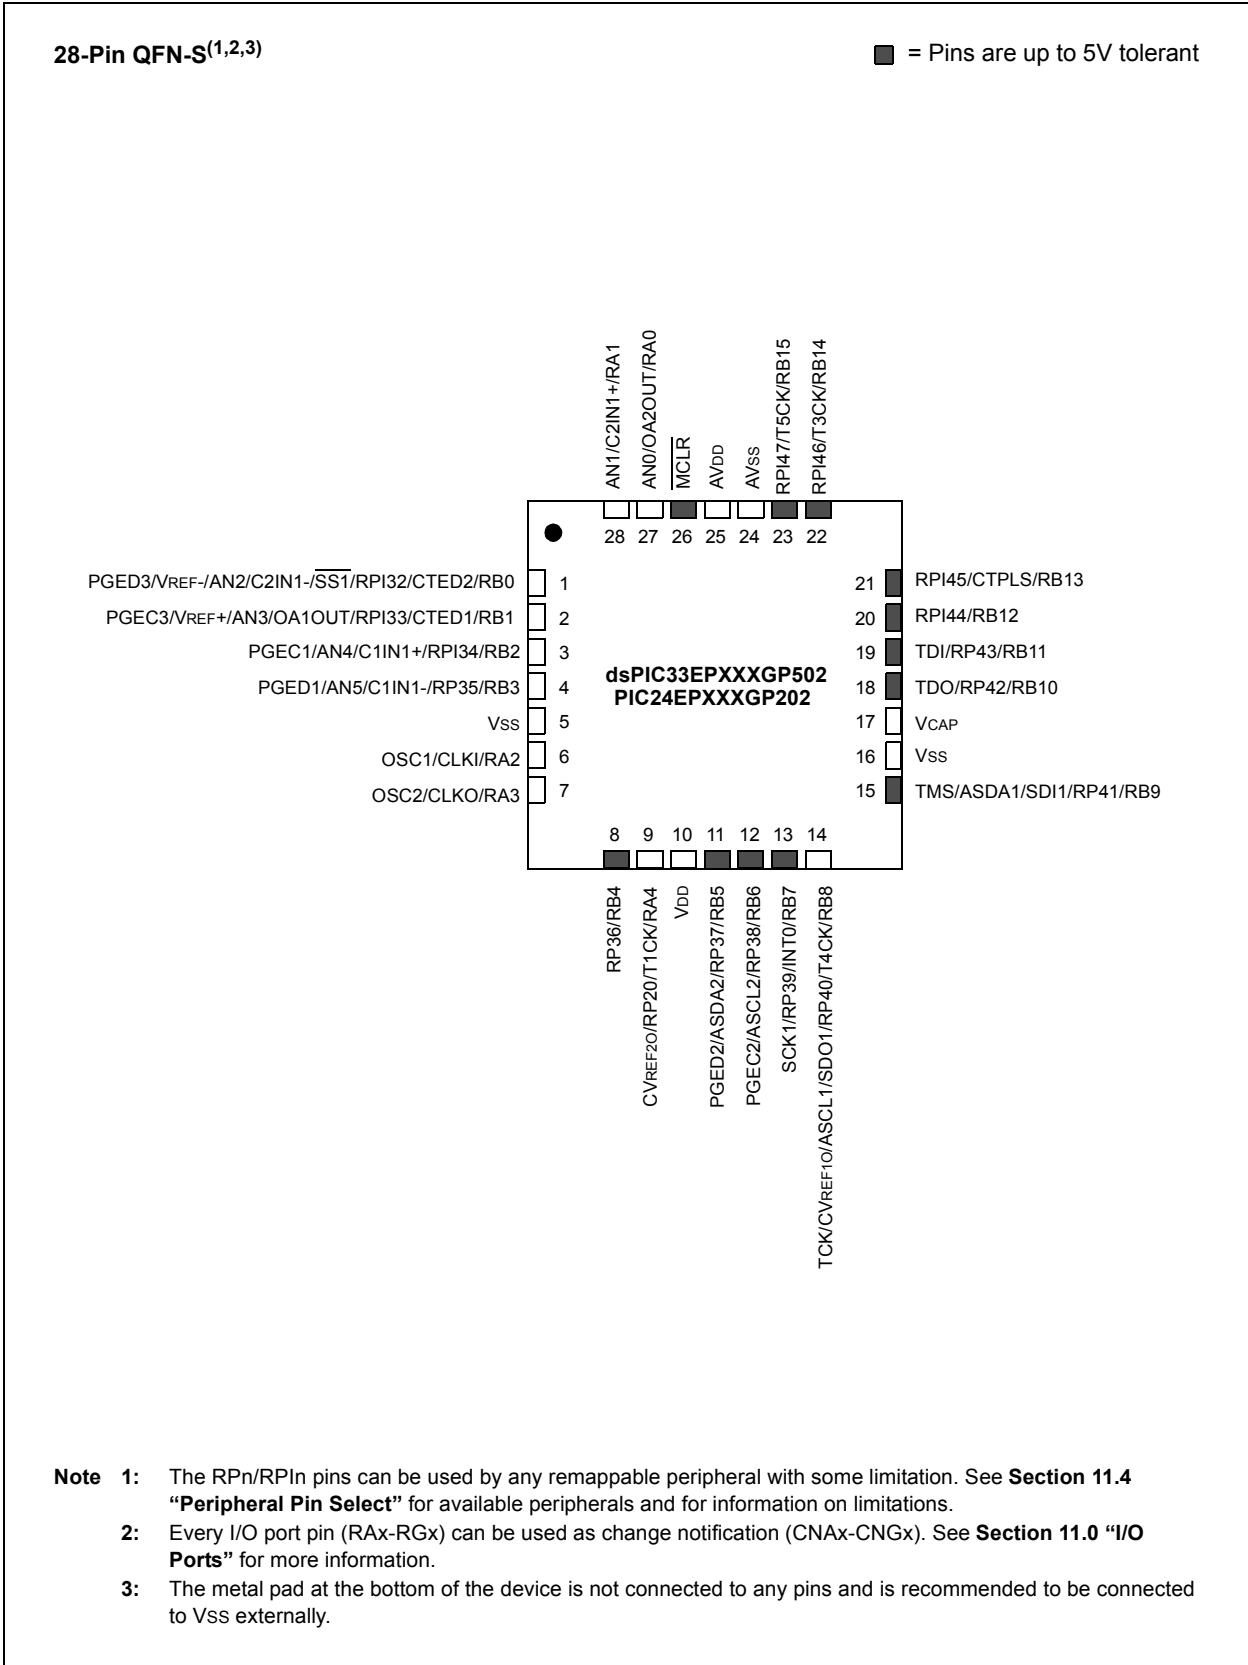 28-Pin QFN-S(1,2,3)
= Pins are up to 5V tolerant
AN1/C2IN1+/RA1
AN0/OA2OUT/RA0
MCLR
AVDD
AVSS
RPI47/T5CK/RB15
RPI46/T3CK/RB14
28 27 26 25 24 23 22
PGED3/VREF-/AN2/C2IN1-/SS1/RPI32/CTED2/RB0 1
PGEC3/VREF+/AN3/OA1OUT/RPI33/CTED1/RB1 2
PGEC1/AN4/C1IN1+/RPI34/RB2 3
PGED1/AN5/C1IN1-/RP35/RB3 4
VSS 5
OSC1/CLKI/RA2 6
OSC2/CLKO/RA3 7
dsPIC33EPXXXGP502
PIC24EPXXXGP202
21 RPI45/CTPLS/RB13
20 RPI44/RB12
19 TDI/RP43/RB11
18 TDO/RP42/RB10
17 VCAP
16 VSS
15 TMS/ASDA1/SDI1/RP41/RB9
8 9 10 11 12 13 14
RP36/RB4
CVREF2O/RP20/T1CK/RA4
VDD
PGED2/ASDA2/RP37/RB5
PGEC2/ASCL2/RP38/RB6
SCK1/RP39/INT0/RB7
TCK/CVREF1O/ASCL1/SDO1/RP40/T4CK/RB8
Note 1: The RPn/RPIn pins can be used by any remappable peripheral with some limitation. See Section 11.4
“Peripheral Pin Select” for available peripherals and for information on limitations.
2: Every I/O port pin (RAx-RGx) can be used as change notification (CNAx-CNGx). See Section 11.0 “I/O
Ports” for more information.
3: The metal pad at the bottom of the device is not connected to any pins and is recommended to be connected
to VSS externally.